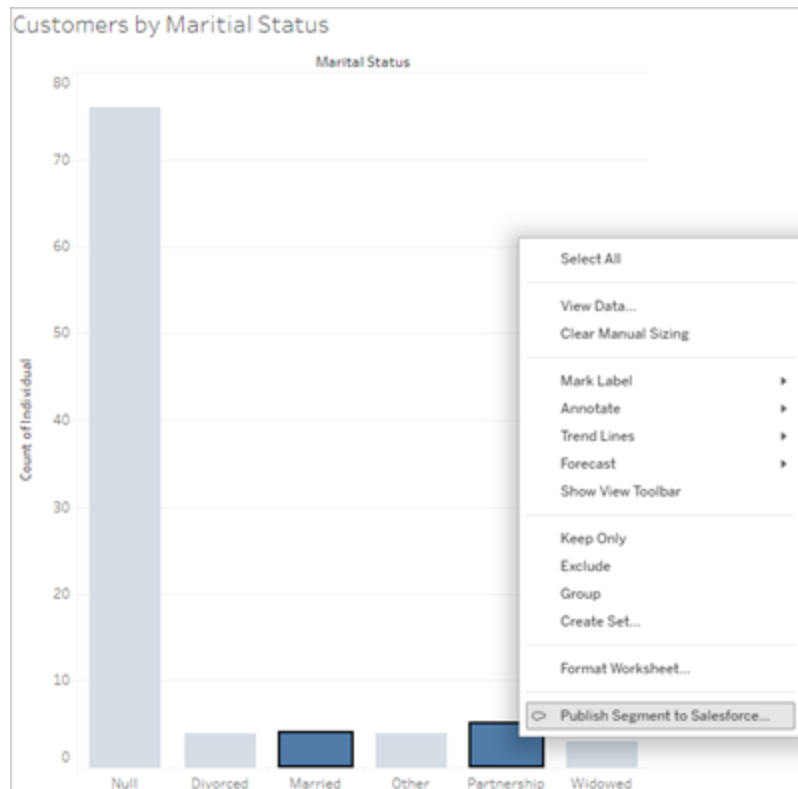 Customers by Maritial Status
Marital Status
80
70
60
50
40
30
20
10
0
Count of Individual
Null
Divorced
Married
Other
Partnership
Widowed
Select All
View Data...
Clear Manual Sizing
Mark Label
Annotate
Trend Lines
Forecast
Show View Toolbar
Keep Only
Exclude
Group
Create Set...
Format Worksheet...
Publish Segment to Salesforce...